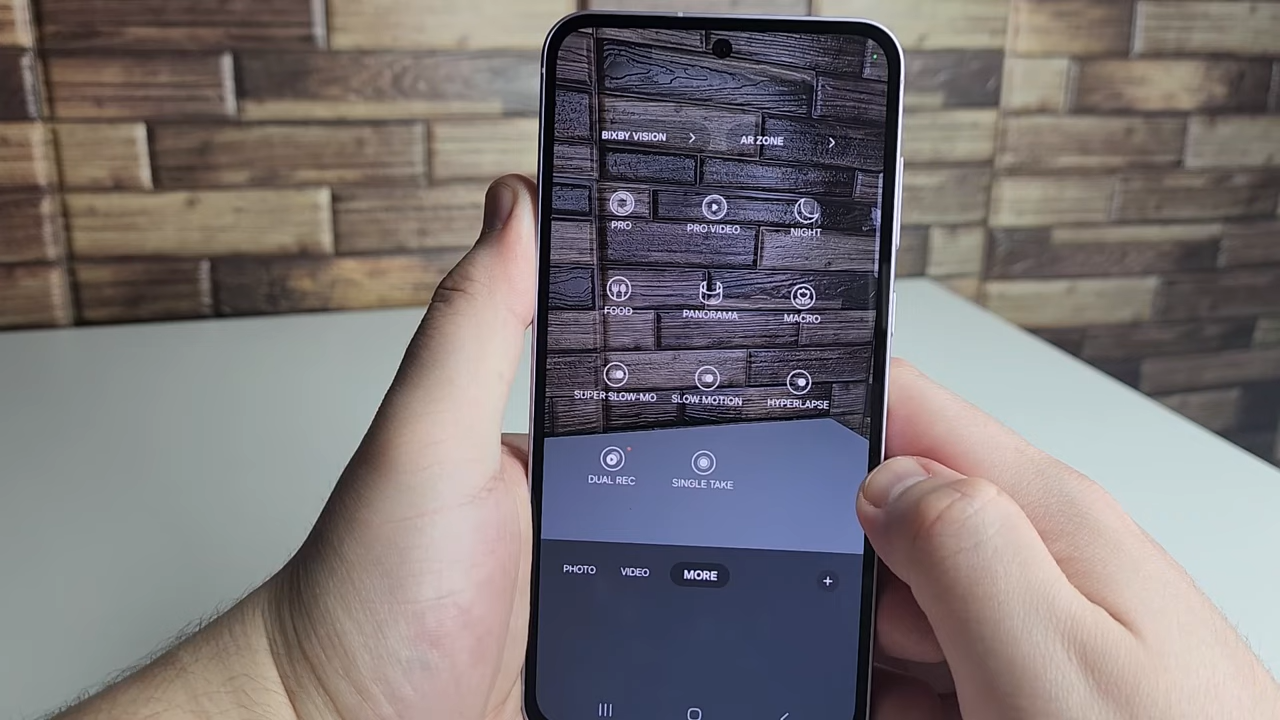 BIXBY VISION
AR ZONE
PRO
PRO VIDEO
NIGHT
FOOD
PANORAMA
MACRO
SUPER SLOW-MO
SLOW MOTION
HYPERLAPSE
DUAL REC
SINGLE TAKE
PHOTO
VIDEO
MORE